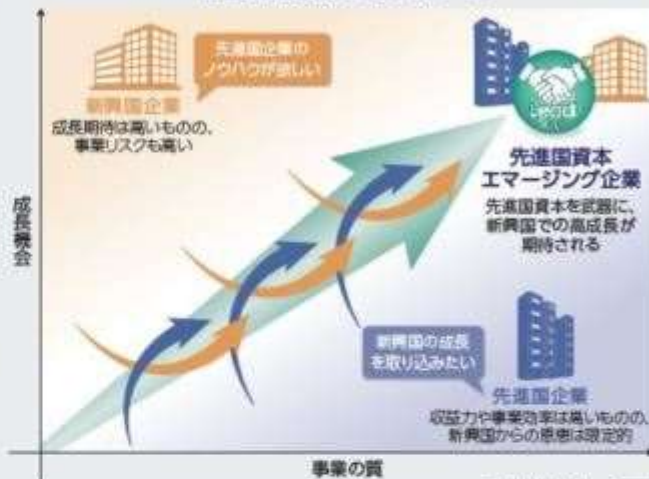 先進国企業の
ノウハウが欲しい
新興国企業
成長期待は高いものの、
事業リスクも高い
先進国資本
エマージング企業
先進国資本を武器に、
新興国での高成長が
期待される
成長機会
新興国の成長
を取り込みたい
先進国企業
収益力や事業効率は高いものの、
新興国からの恩恵は限定的
事業の質